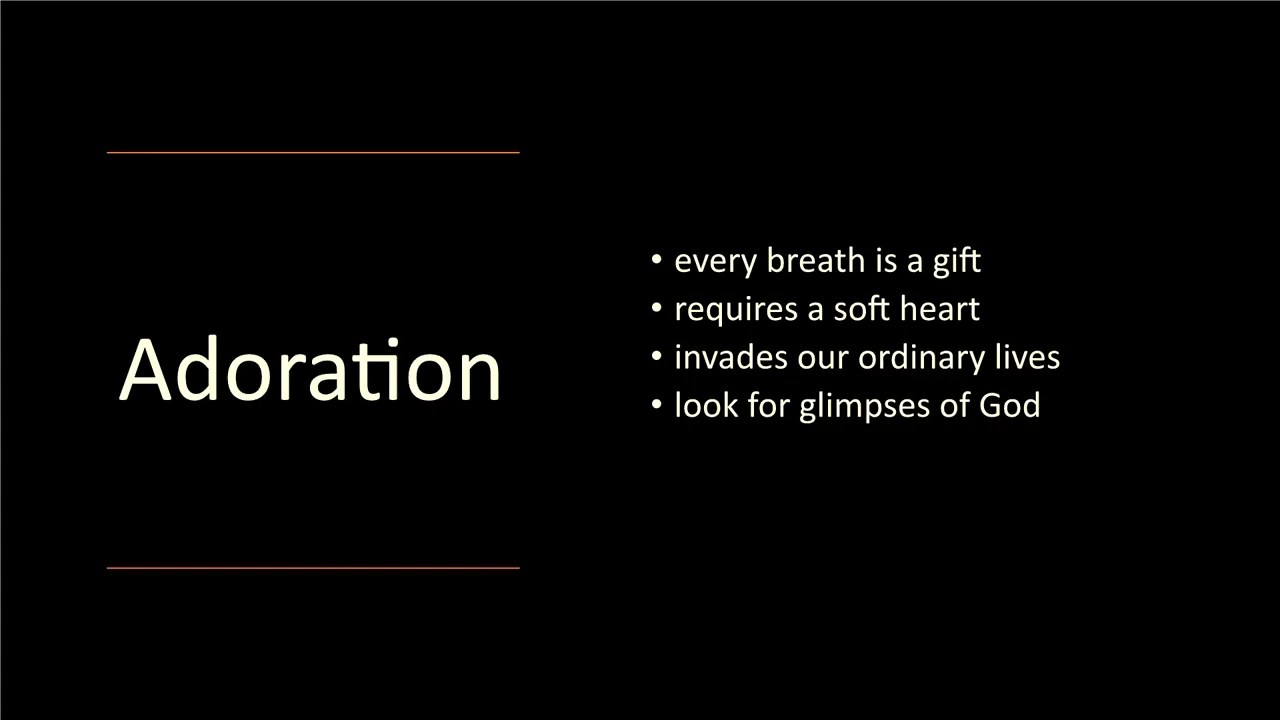 Adoration
• every breath is a gift
• requires a soft heart
• invades our ordinary lives
• look for glimpses of God